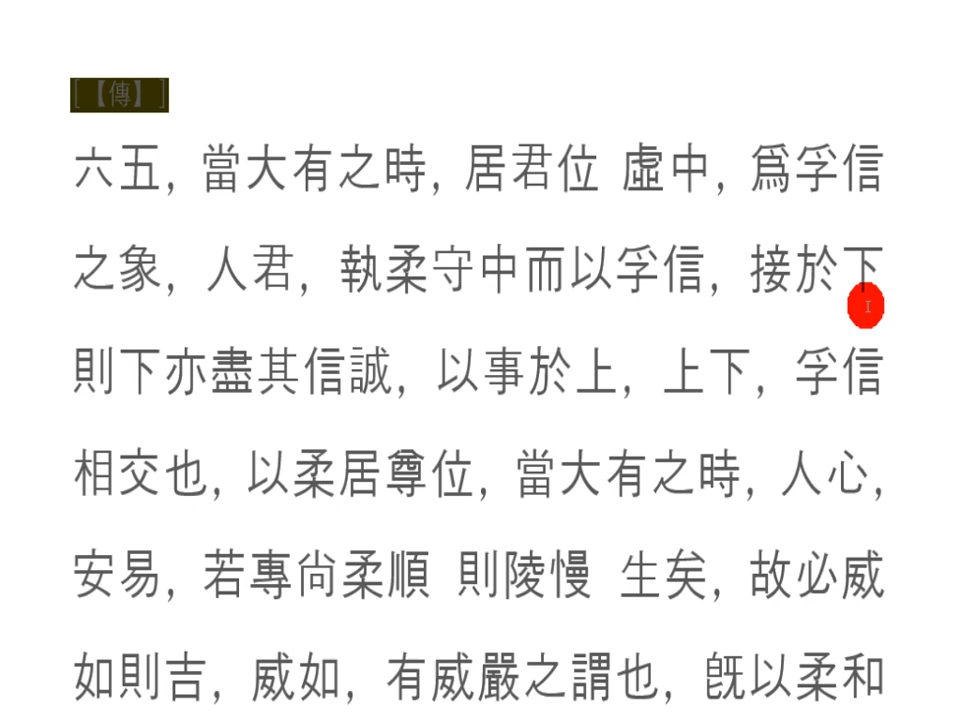 [【傳】]
六五, 當大有之時, 居君位 虛中, 爲孚信
之象, 人君, 執柔守中而以孚信, 接於下
則下亦盡其信誠, 以事於上, 上下, 孚信
相交也, 以柔居尊位, 當大有之時, 人心,
安易, 若專尙柔順 則陵慢 生矣, 故必威
如則吉, 威如, 有威嚴之謂也, 旣以柔和